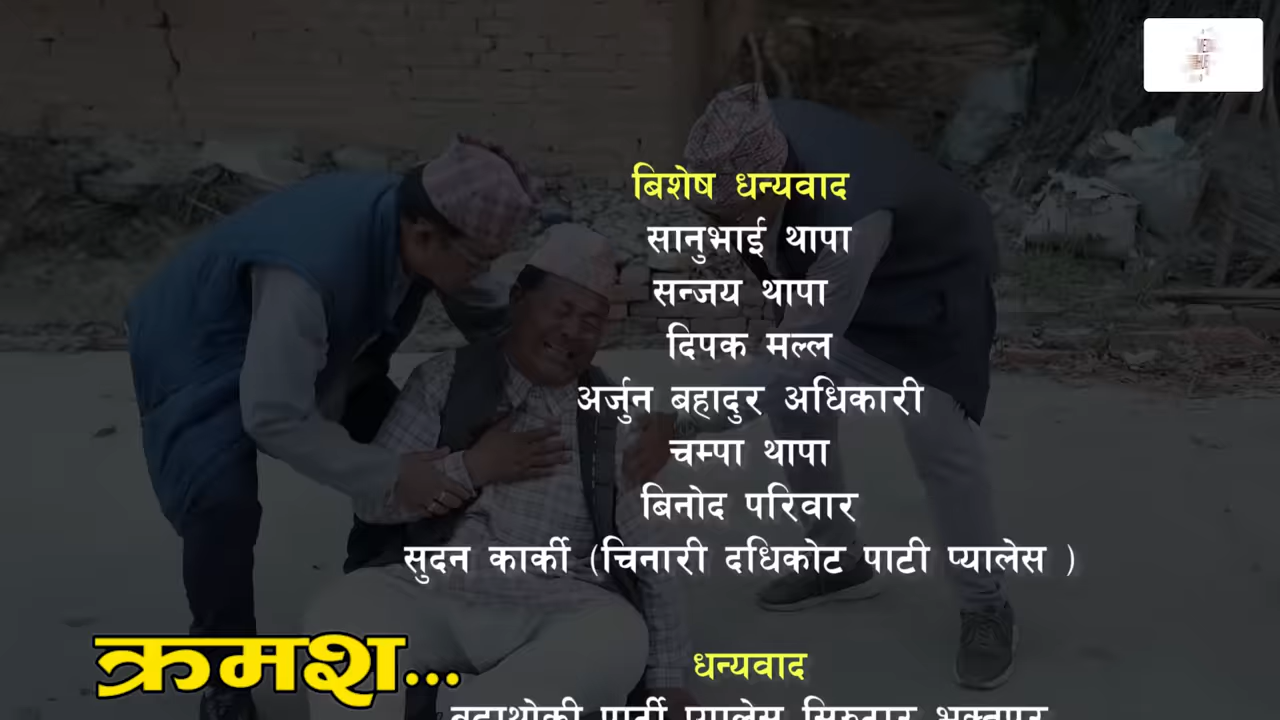 बिशेष धन्यवाद
सानुभाई थापा
सन्जय थापा
दिपक मल्ल
अर्जुन बहादुर अधिकारी
चम्पा थापा
बिनोद परिवार
सुदन कार्की (चिनारी दधिकोट पाटी प्यालेस )
क्रमश...
धन्यवाद
पार्टी प्यालेस